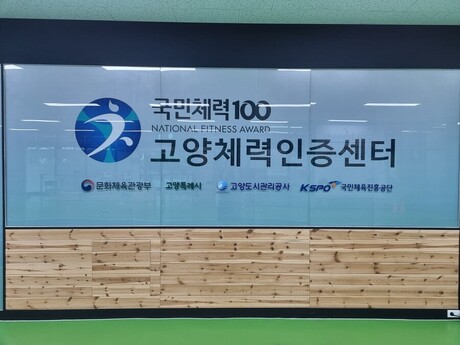 국민체력100
NATIONAL FITNESS AWARD
고양체력인증센터
문화체육관광부 고양특례시 고양도시관리공사 KSPO 국민체육진흥공단